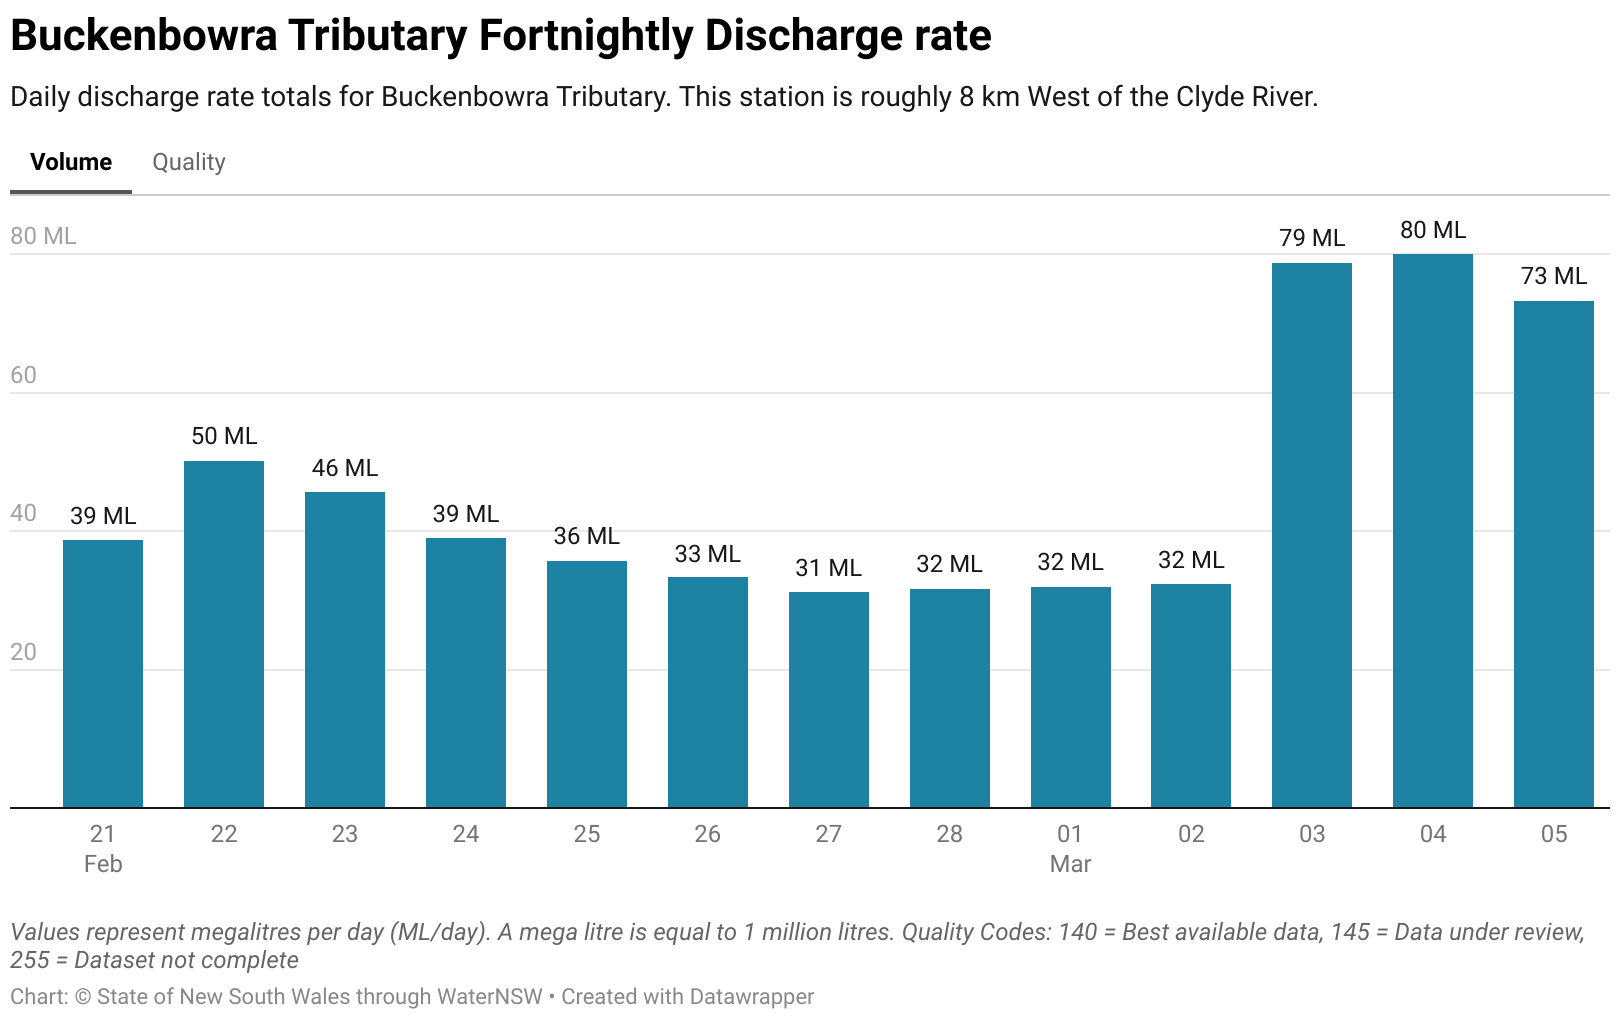 Buckenbowra Tributary Fortnightly Discharge rate
Daily discharge rate totals for Buckenbowra Tributary. This station is roughly 8 km West of the Clyde River.
Volume Quality
80 ML
60
40
20
39 ML
50 ML
46 ML
39 ML
36 ML
33 ML
31 ML
32 ML
32 ML
32 ML
79 ML
80 ML
73 ML
21 22 23 24 25 26 27 28 01 02 03 04 05
Feb Mar
Values represent megalitres per day (ML/day). A mega litre is equal to 1 million litres. Quality Codes: 140 = Best available data, 145 = Data under review,
255 = Dataset not complete
Chart: © State of New South Wales through WaterNSW • Created with Datawrapper